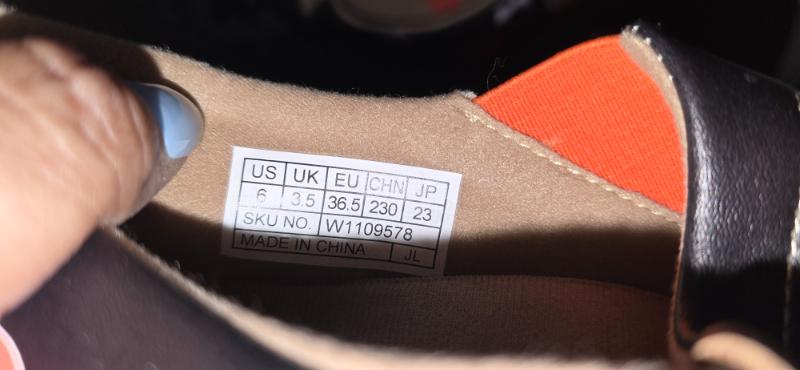 US UK EU CHN JP
6 3.5 36.5 230 23
SKU NO. W1109578
MADE IN CHINA JL